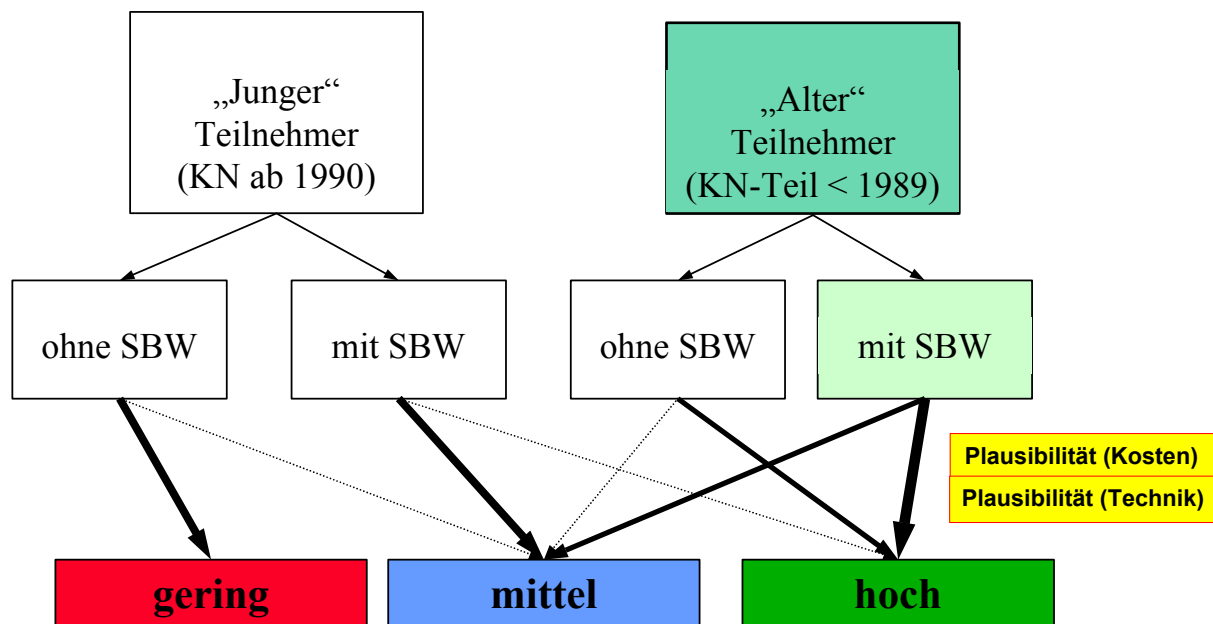 „Junger“
Teilnehmer
(KN ab 1990)
„Alter“
Teilnehmer
(KN-Teil < 1989)
ohne SBW
mit SBW
ohne SBW
mit SBW
Plausibilität (Kosten)
Plausibilität (Technik)
gering
mittel
hoch